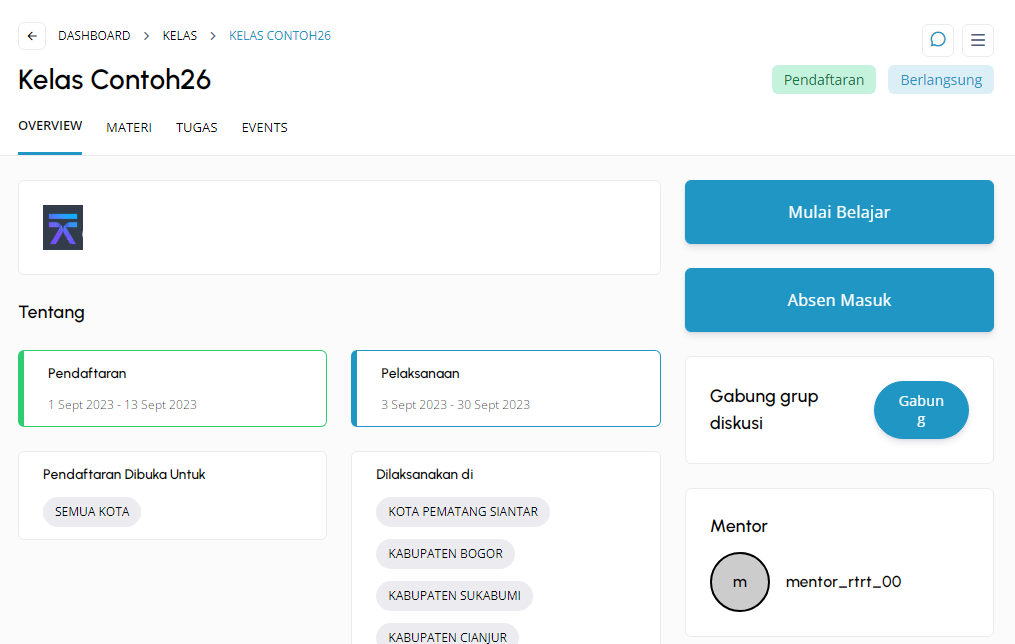 DASHBOARD > KELAS > KELAS CONTOH26
Kelas Contoh26
Pendaftaran
Berlangsung
OVERVIEW MATERI TUGAS EVENTS
Mulai Belajar
Absen Masuk
Tentang
Pendaftaran
1 Sept 2023 - 13 Sept 2023
Pelaksanaan
3 Sept 2023 - 30 Sept 2023
Pendaftaran Dibuka Untuk
SEMUA KOTA
Dilaksanakan di
KOTA PEMATANG SIANTAR
KABUPATEN BOGOR
KABUPATEN SUKABUMI
KABUPATEN CIANJUR
Gabung grup
diskusi
Gabun
g
Mentor
m
mentor_rtrt_00